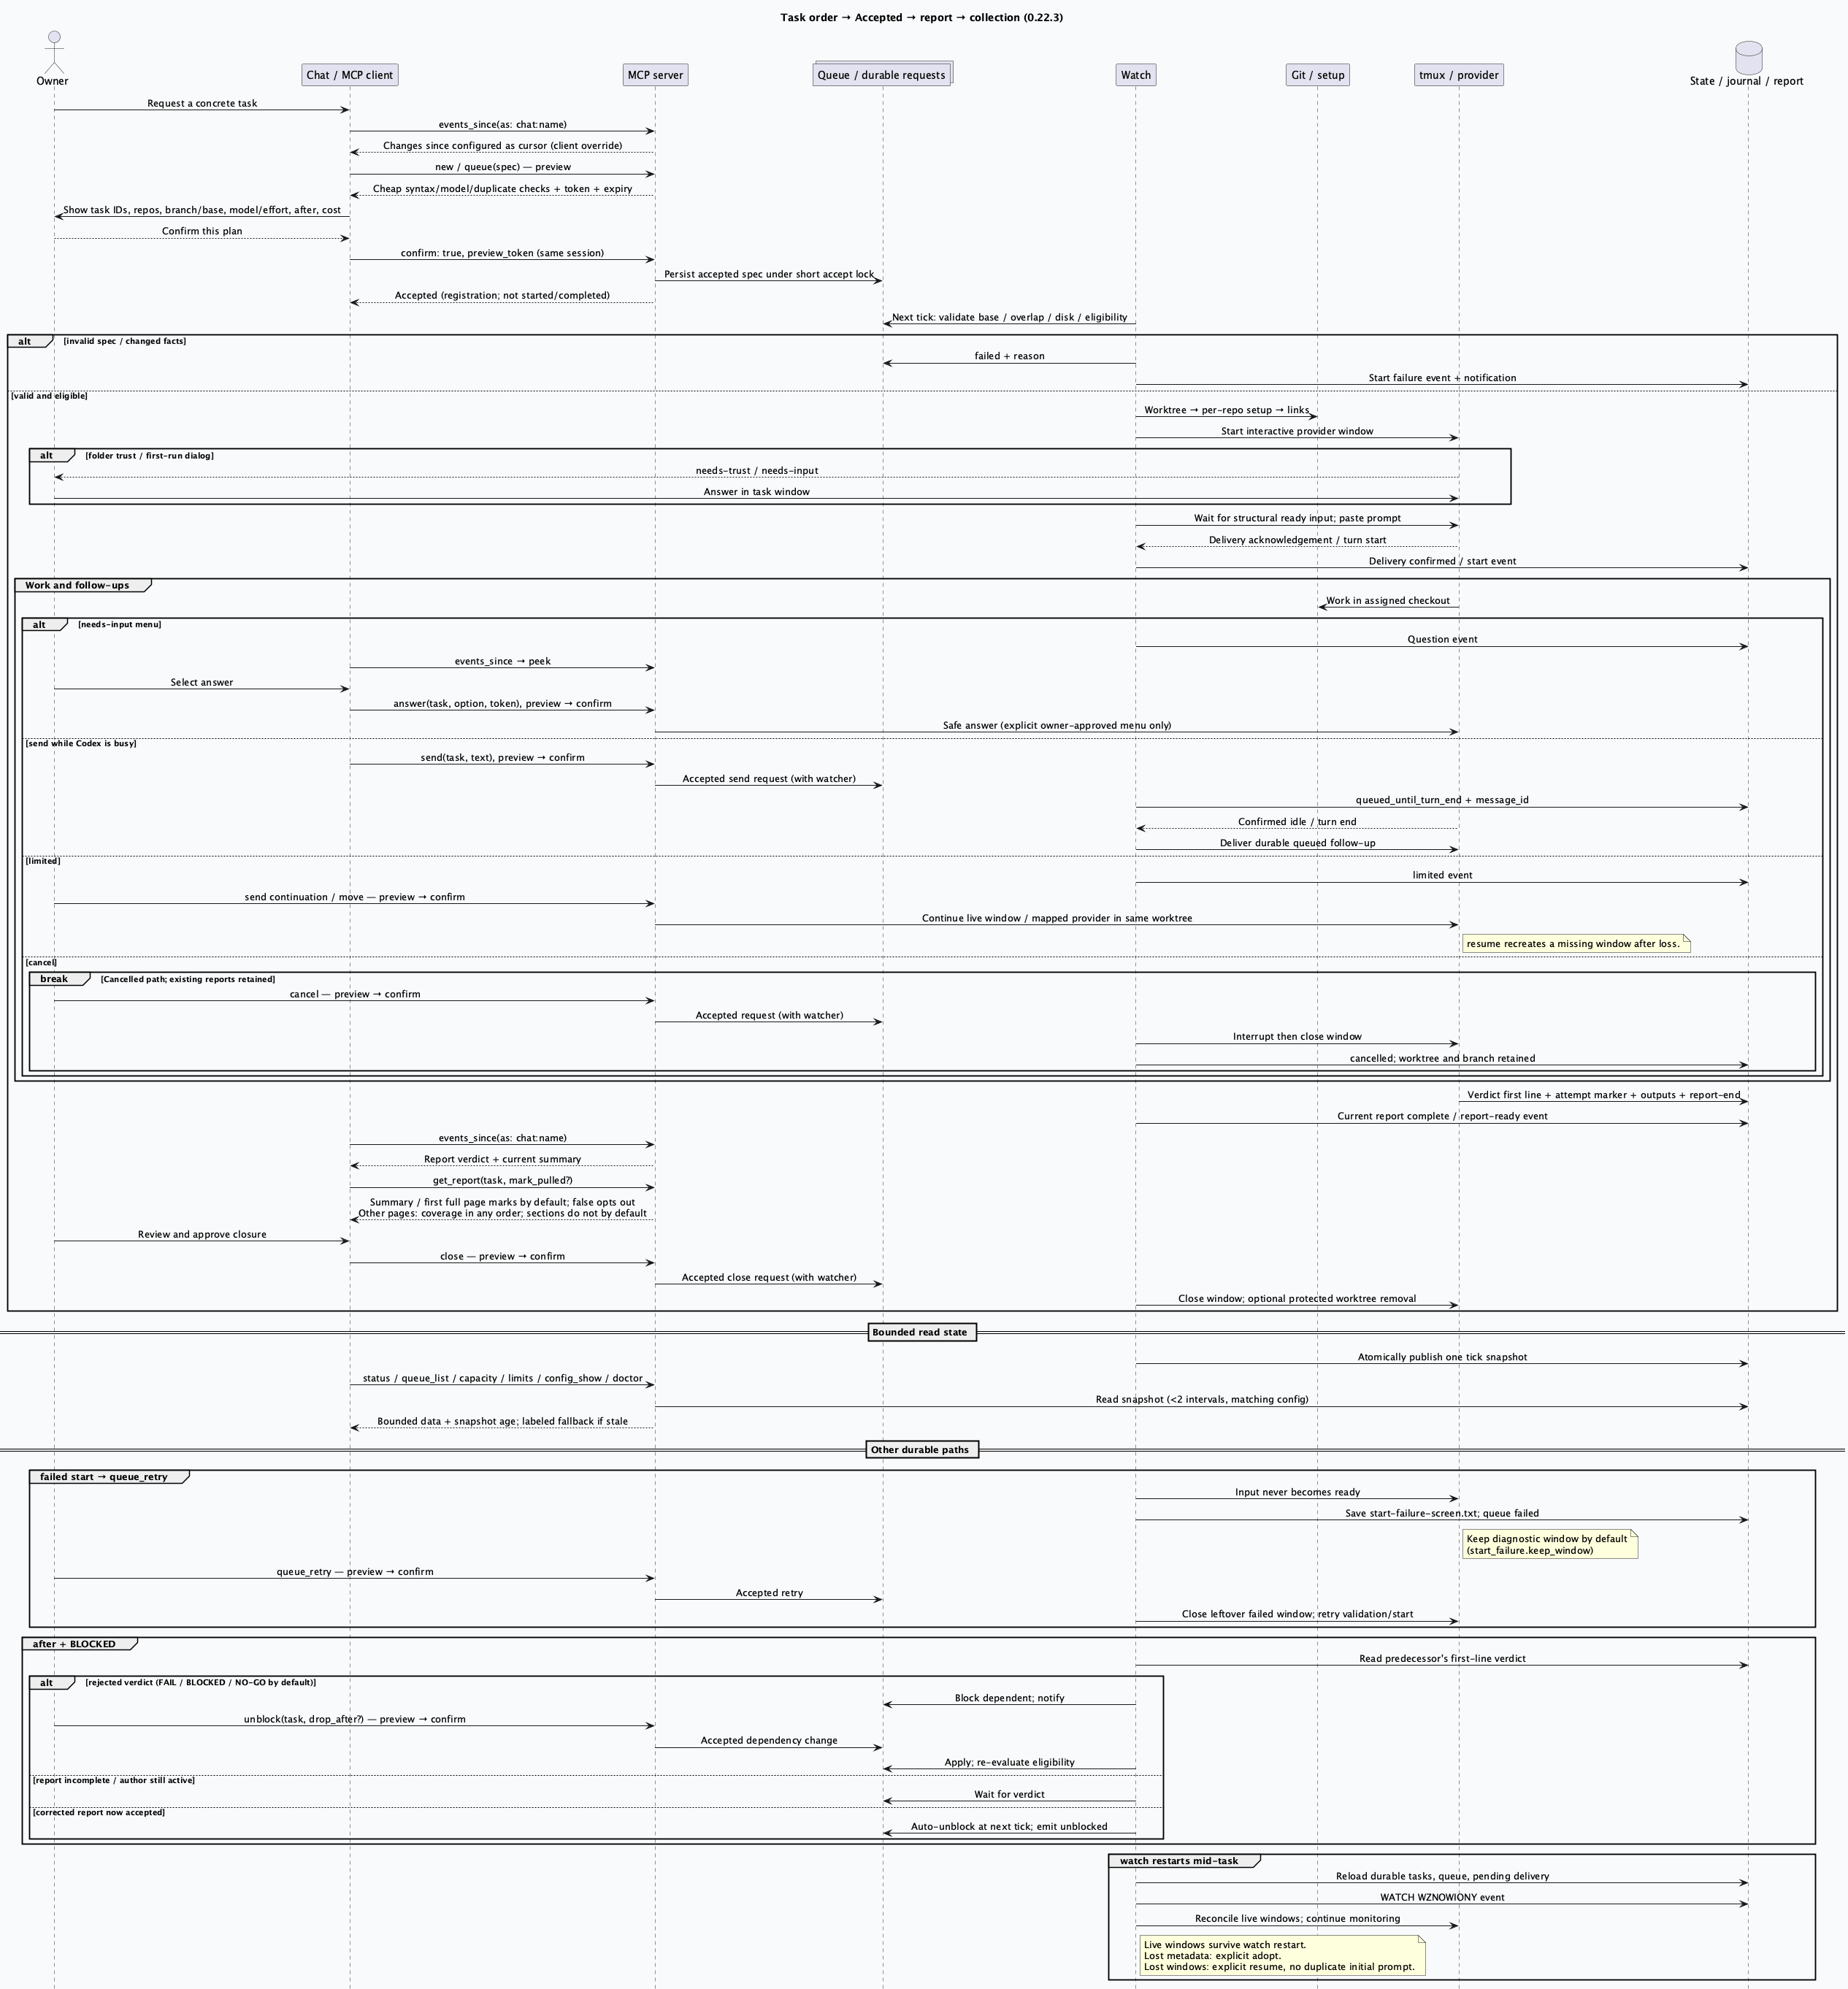 Task order → Accepted → report → collection (0.22.3)
Owner
Chat / MCP client
MCP server
Queue / durable requests
Watch
Git / setup
tmux / provider
State / journal / report
Request a concrete task
events_since(as: chat:name)
Changes since configured as cursor (client override)
new / queue(spec) — preview
Cheap syntax/model/duplicate checks + token + expiry
Show task IDs, repos, branch/base, model/effort, after, cost
Confirm this plan
confirm: true, preview_token (same session)
Persist accepted spec under short accept lock
Accepted (registration; not started/completed)
Next tick: validate base / overlap / disk / eligibility
alt
[invalid spec / changed facts]
failed + reason
Start failure event + notification
[valid and eligible]
Worktree → per-repo setup → links
Start interactive provider window
alt
[folder trust / first-run dialog]
needs-trust / needs-input
Answer in task window
Wait for structural ready input; paste prompt
Delivery acknowledgement / turn start
Delivery confirmed / start event
Work and follow-ups
Work in assigned checkout
alt
[needs-input menu]
Question event
events_since → peek
Select answer
answer(task, option, token), preview → confirm
Safe answer (explicit owner-approved menu only)
[send while Codex is busy]
send(task, text), preview → confirm
Accepted send request (with watcher)
queued_until_turn_end + message_id
Confirmed idle / turn end
Deliver durable queued follow-up
[limited]
limited event
send continuation / move — preview → confirm
Continue live window / mapped provider in same worktree
resume recreates a missing window after loss.
[cancel]
break
[Cancelled path; existing reports retained]
cancel — preview → confirm
Accepted request (with watcher)
Interrupt then close window
cancelled; worktree and branch retained
Verdict first line + attempt marker + outputs + report-end
Current report complete / report-ready event
events_since(as: chat:name)
Report verdict + current summary
get_report(task, mark_pulled?)
Summary / first full page marks by default; false opts out
Other pages: coverage in any order; sections do not by default
Review and approve closure
close — preview → confirm
Accepted close request (with watcher)
Close window; optional protected worktree removal
Bounded read state
Atomically publish one tick snapshot
status / queue_list / capacity / limits / config_show / doctor
Read snapshot (<2 intervals, matching config)
Bounded data + snapshot age; labeled fallback if stale
Other durable paths
failed start → queue_retry
Input never becomes ready
Save start-failure-screen.txt; queue failed
Keep diagnostic window by default
(start_failure.keep_window)
queue_retry — preview → confirm
Accepted retry
Close leftover failed window; retry validation/start
after + BLOCKED
Read predecessor's first-line verdict
alt
[rejected verdict (FAIL / BLOCKED / NO-GO by default)]
Block dependent; notify
unblock(task, drop_after?) — preview → confirm
Accepted dependency change
Apply; re-evaluate eligibility
[report incomplete / author still active]
Wait for verdict
[corrected report now accepted]
Auto-unblock at next tick; emit unblocked
watch restarts mid-task
Reload durable tasks, queue, pending delivery
WATCH WZNOWIONY event
Reconcile live windows; continue monitoring
Live windows survive watch restart.
Lost metadata: explicit adopt.
Lost windows: explicit resume, no duplicate initial prompt.